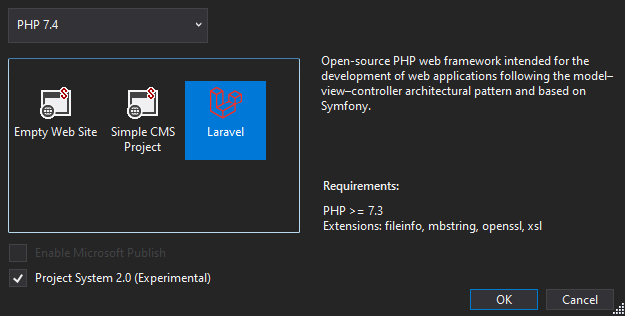 PHP 7.4
Empty Web Site
Simple CMS
Project
Laravel
Open-source PHP web framework intended for the
development of web applications following the model–
view–controller architectural pattern and based on
Symfony.
Requirements:
PHP >= 7.3
Extensions: fileinfo, mbstring, openssl, xsl
Enable Microsoft Publish
Project System 2.0 (Experimental)
OK
Cancel